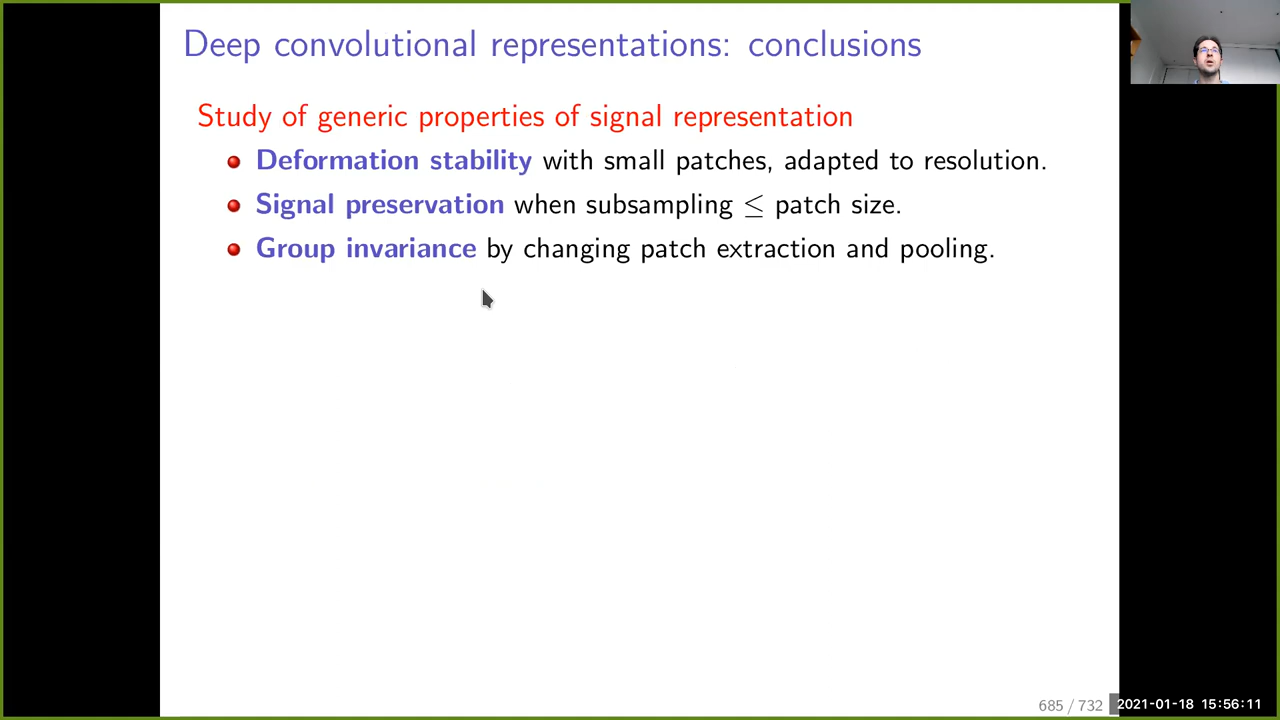 Deep convolutional representations: conclusions
Study of generic properties of signal representation
Deformation stability with small patches, adapted to resolution.
Signal preservation when subsampling ≤ patch size.
Group invariance by changing patch extraction and pooling.
685 / 732
2021-01-18 15:56:11